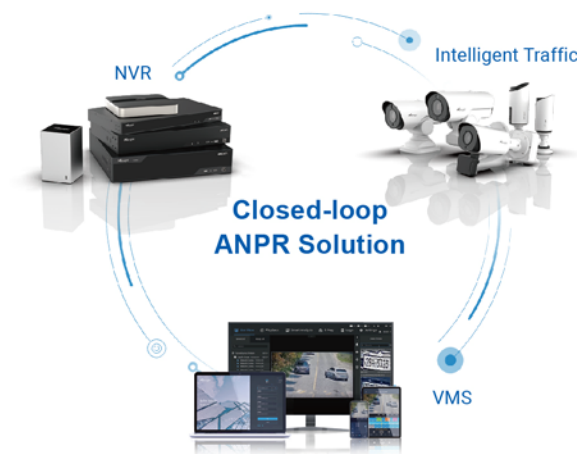 NVR
Intelligent Traffic
Closed-loop
ANPR Solution
VMS